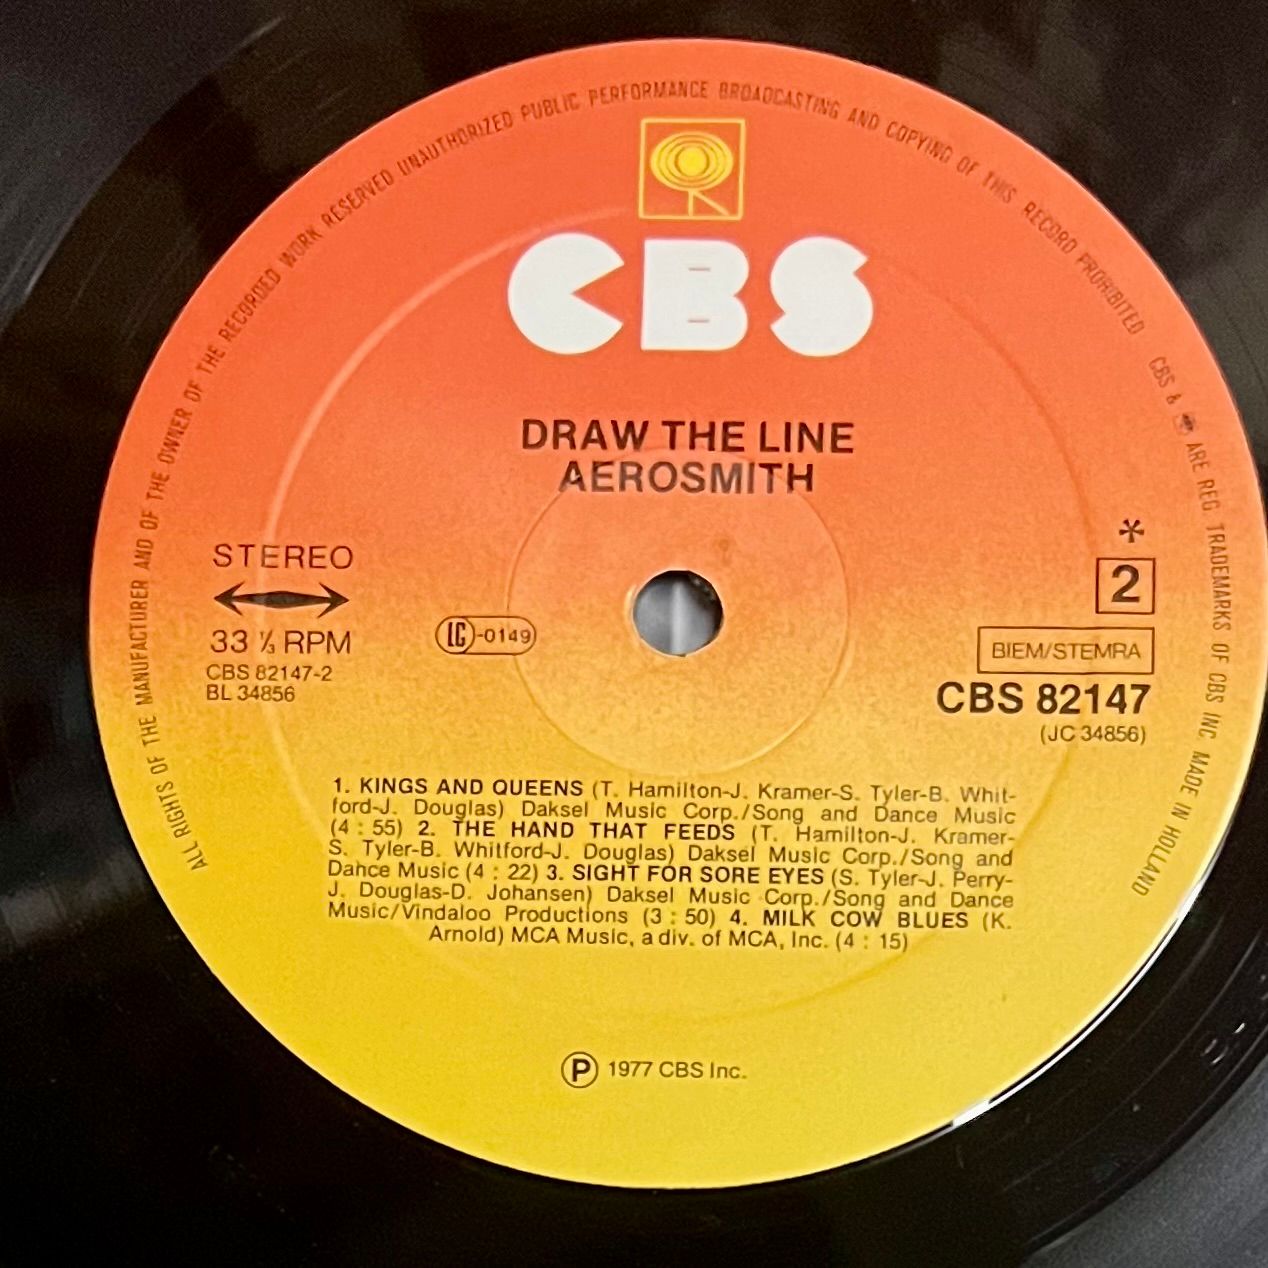 ALL RIGHTS OF THE MANUFACTURER AND OF THE OWNER OF THE RECORDED WORK RESERVED UNAUTHORIZED PUBLIC PERFORMANCE BROADCASTING AND COPYING OF THIS RECORD PROHIBITED CBS & ARE REG. TRADEMARKS OF CBS INC MADE IN HOLLAND
CBS
DRAW THE LINE
AEROSMITH
STEREO
33 ⅓ RPM
CBS 82147-2
BL 34856
LC-0149
*
2
BIEM/STEMRA
CBS 82147
(JC 34856)
1. KINGS AND QUEENS (T. Hamilton-J. Kramer-S. Tyler-B. Whit-
ford-J. Douglas) Daksel Music Corp./Song and Dance Music
(4 : 55) 2. THE HAND THAT FEEDS (T. Hamilton-J. Kramer-
S. Tyler-B. Whitford-J. Douglas) Daksel Music Corp./Song and
Dance Music (4 : 22) 3. SIGHT FOR SORE EYES (S. Tyler-J. Perry-
J. Douglas-D. Johansen) Daksel Music Corp./Song and Dance
Music/Vindaloo Productions (3 : 50) 4. MILK COW BLUES (K.
Arnold) MCA Music, a div. of MCA, Inc. (4 : 15)
Ⓟ 1977 CBS Inc.